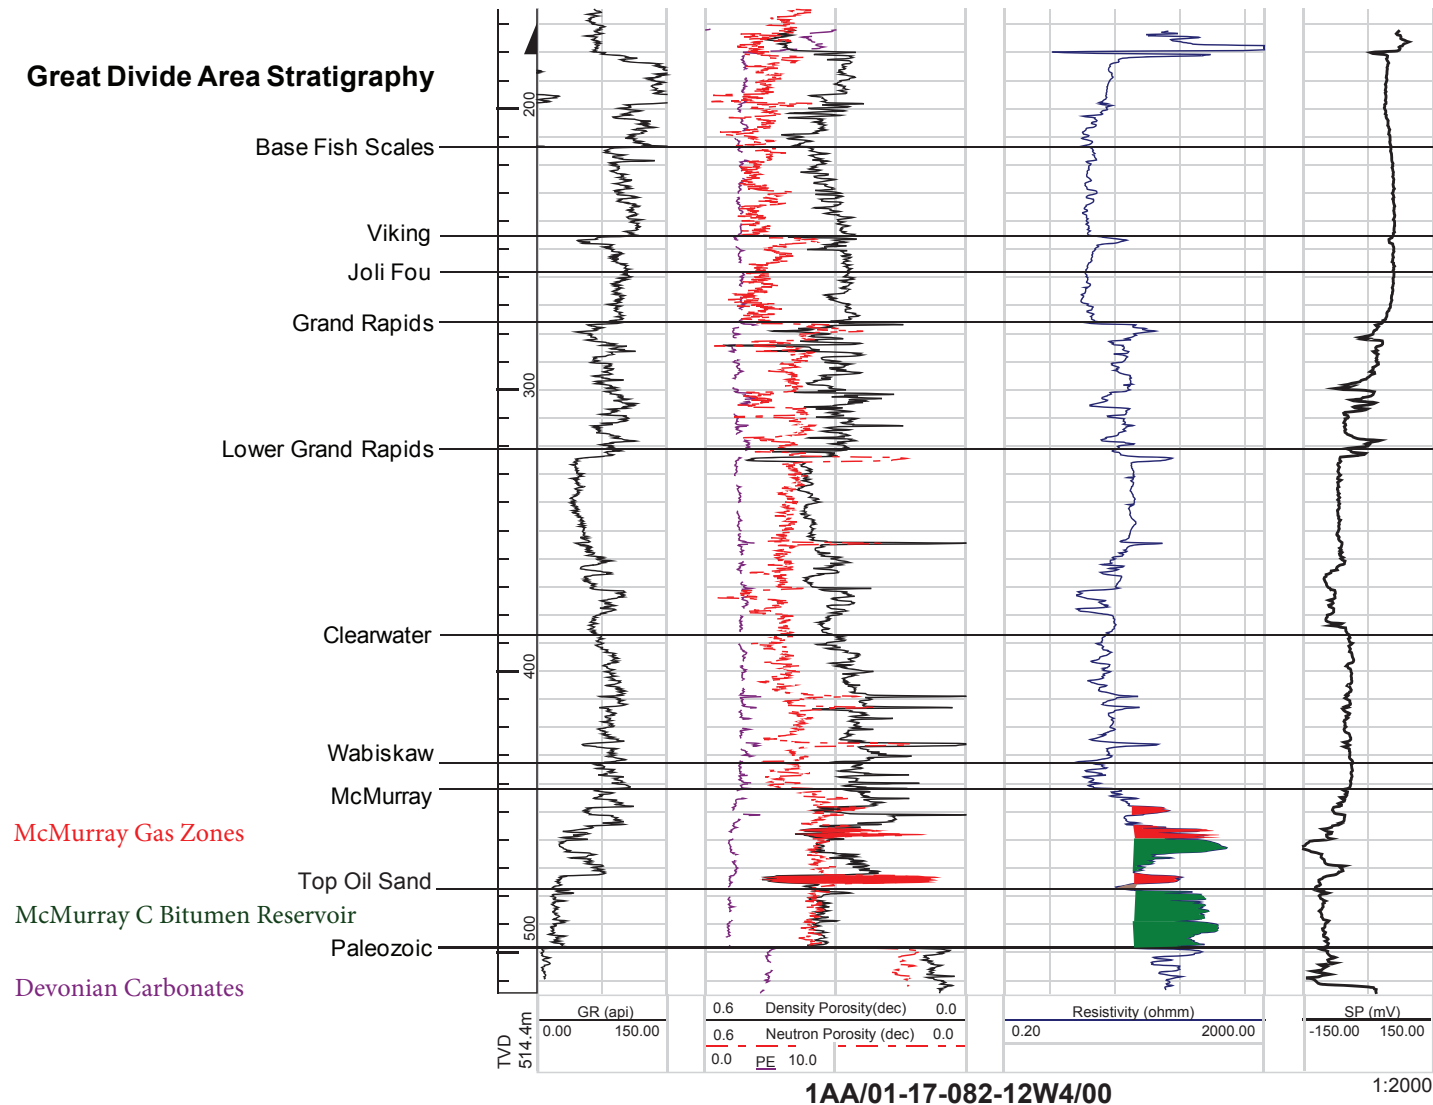 Great Divide Area Stratigraphy
200
Base Fish Scales
Viking
Joli Fou
Grand Rapids
300
Lower Grand Rapids
Clearwater
400
Wabiskaw
McMurray
McMurray Gas Zones
Top Oil Sand
McMurray C Bitumen Reservoir
500
Paleozoic
Devonian Carbonates
TVD
514.4m
GR (api)
0.00 150.00
0.6 Density Porosity(dec) 0.0
0.6 Neutron Porosity (dec) 0.0
0.0 PE 10.0
Resistivity (ohmm)
0.20 2000.00
SP (mV)
-150.00 150.00
1AA/01-17-082-12W4/00
1:2000